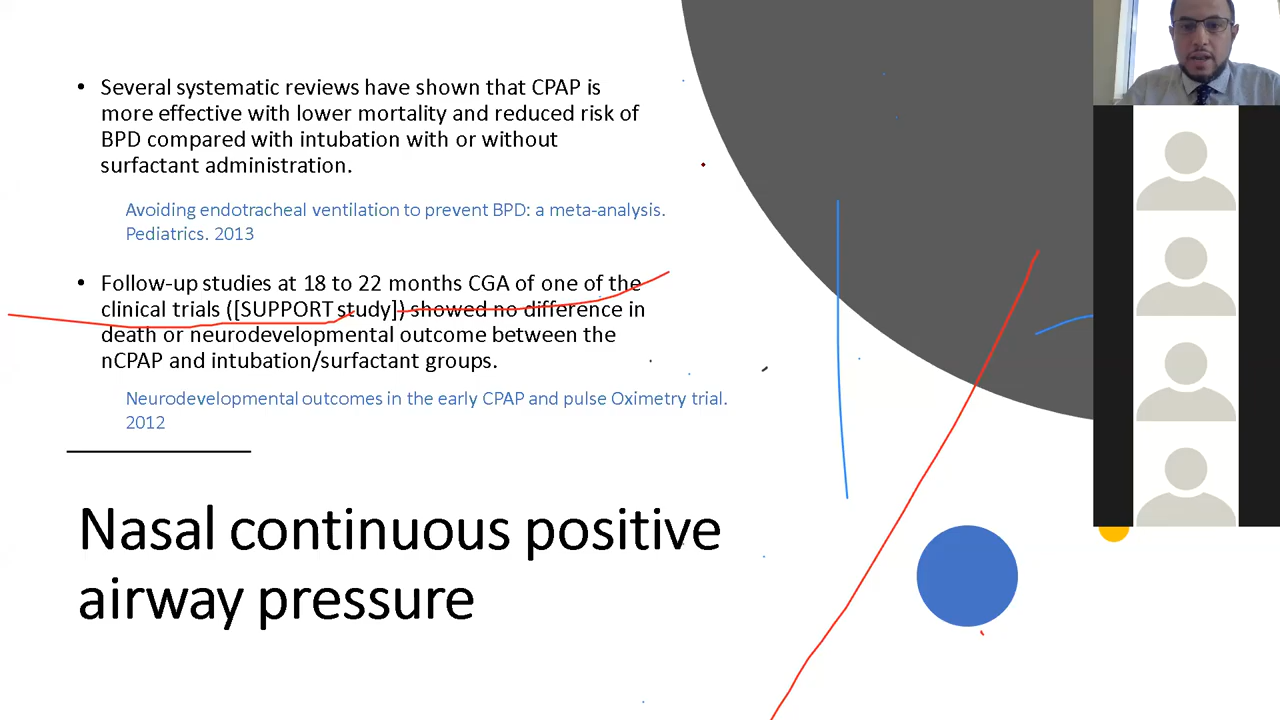 • Several systematic reviews have shown that CPAP is
more effective with lower mortality and reduced risk of
BPD compared with intubation with or without
surfactant administration.
Avoiding endotracheal ventilation to prevent BPD: a meta-analysis.
Pediatrics. 2013
• Follow-up studies at 18 to 22 months CGA of one of the
clinical trials ([SUPPORT study]) showed no difference in
death or neurodevelopmental outcome between the
nCPAP and intubation/surfactant groups.
Neurodevelopmental outcomes in the early CPAP and pulse Oximetry trial.
2012
Nasal continuous positive
airway pressure